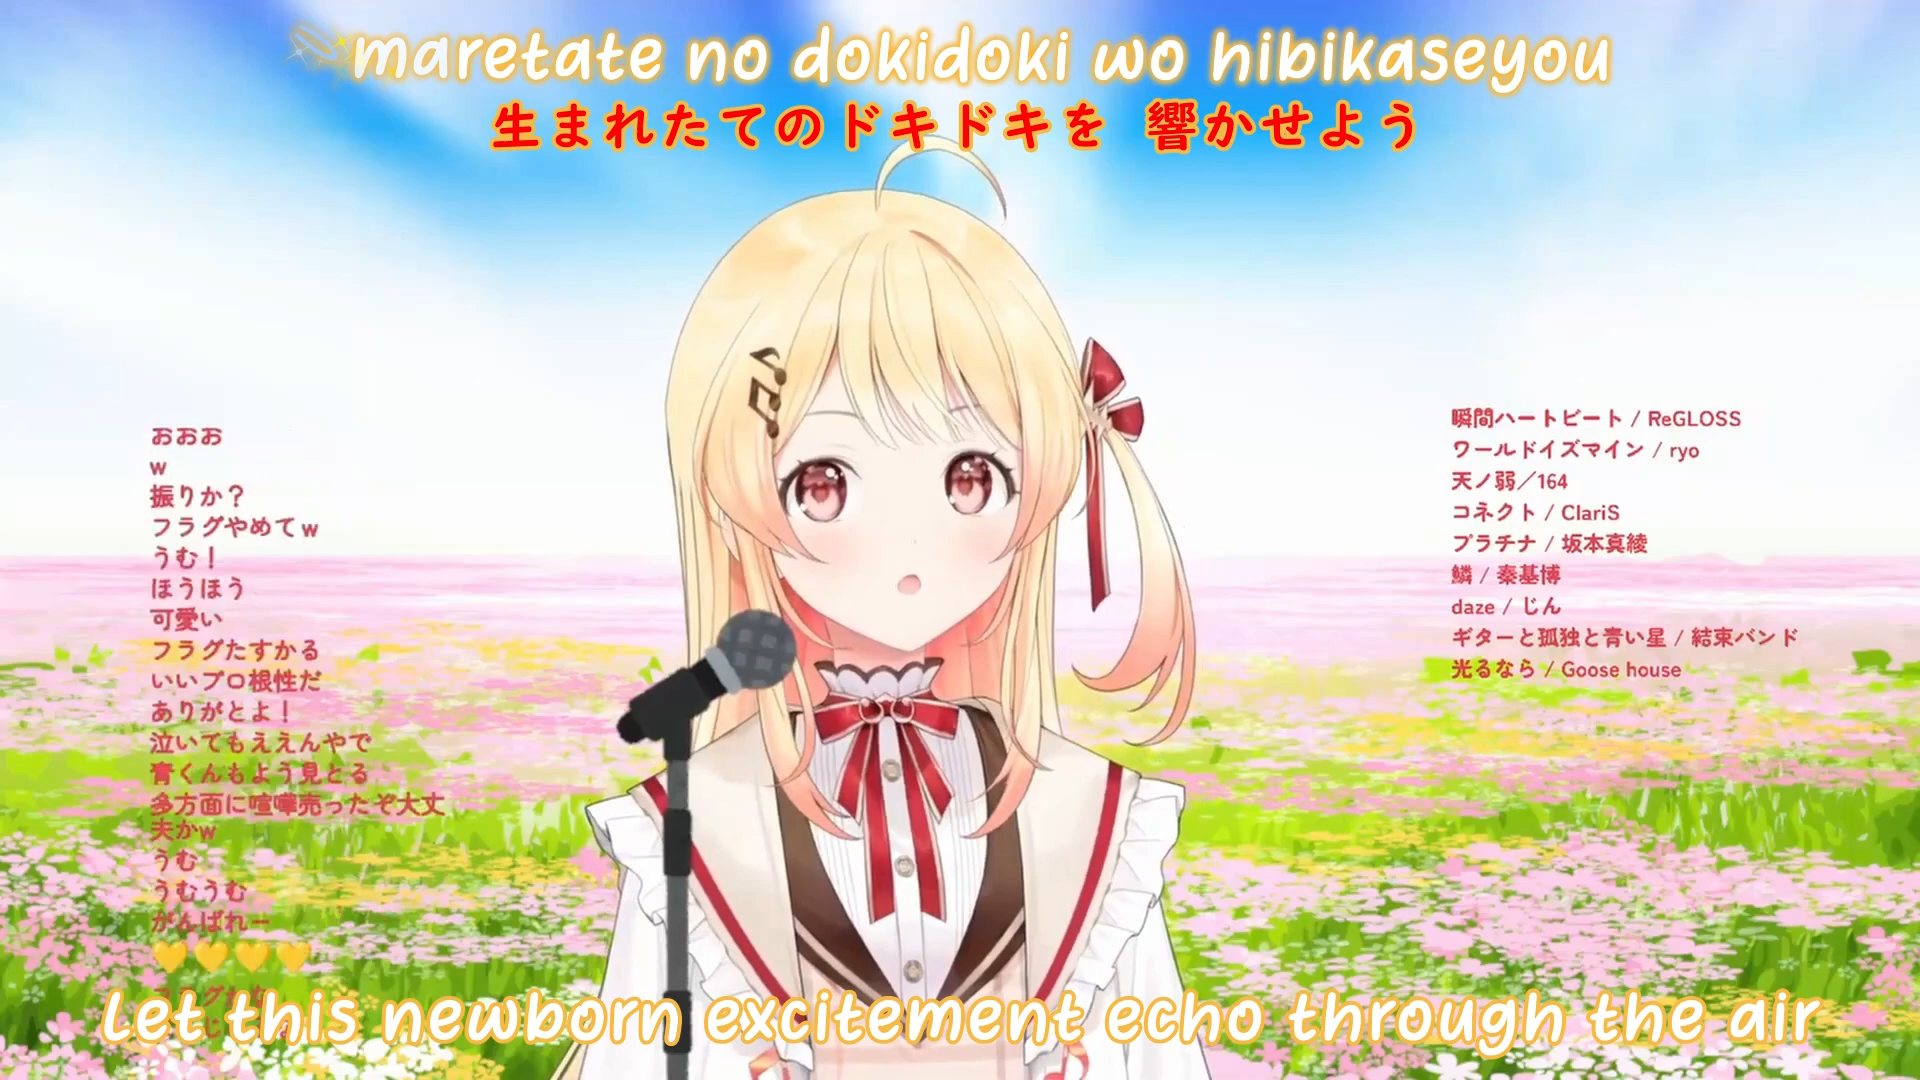 maretate no dokidoki wo hibikaseyou
生まれたてのドキドキを 響かせよう
おおお
w
振りか？
フラグやめてw
うむ！
ほうほう
可愛い
フラグたすかる
いいプロ根性だ
ありがとよ！
泣いてもええんやで
青くんもよう見とる
多方面に喧嘩売ったぞ大丈
夫かw
うむ
うむうむ
がんばれー
瞬間ハートビート / ReGLOSS
ワールドイズマイン / ryo
天ノ弱／164
コネクト / ClariS
プラチナ / 坂本真綾
鱗 / 秦基博
daze / じん
ギターと孤独と青い星 / 結束バンド
光るなら / Goose house
Let this newborn excitement echo through the air